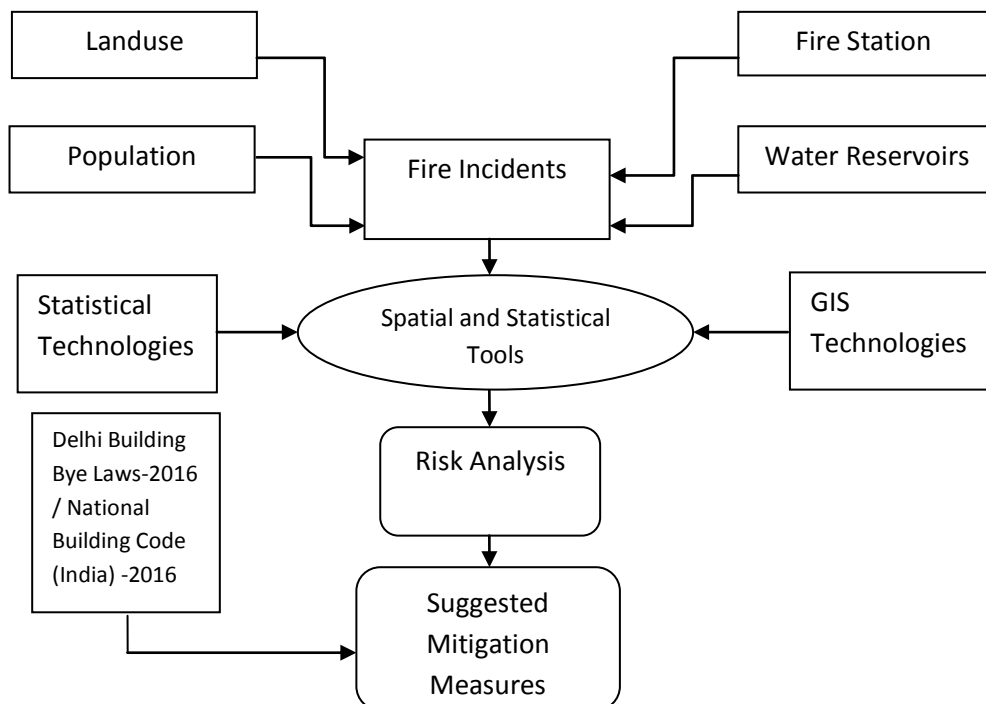 Landuse
Fire Station
Population
Fire Incidents
Water Reservoirs
Statistical
Technologies
Spatial and Statistical
Tools
GIS
Technologies
Delhi Building
Bye Laws-2016
/ National
Building Code
(India) -2016
Risk Analysis
Suggested
Mitigation
Measures